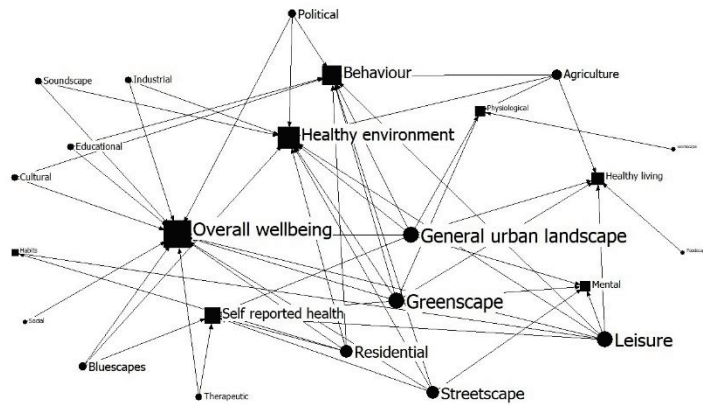 Political
Behaviour
Agriculture
Soundscape
Industrial
Physiological
Healthy environment
Educational
Cultural
Healthy living
Overall wellbeing
General urban landscape
Habits
Mental
Greenscape
Social
Self reported health
Leisure
Residential
Bluescapes
Streetscape
Therapeutic